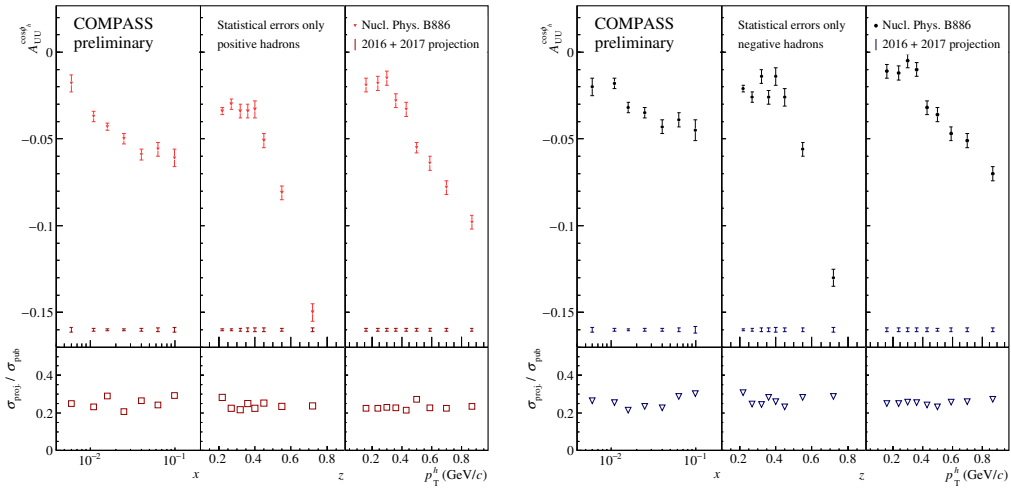 COMPASS
preliminary
Statistical errors only
positive hadrons
Nucl. Phys. B886
2016 + 2017 projection
A_UU^cosϕ_h
0
−0.05
−0.1
−0.15
σ_proj. / σ_pub
0.4
0.2
0
10⁻² 10⁻¹
x
0.2 0.4 0.6 0.8
z
0.2 0.4 0.6 0.8
p_T^h (GeV/c)
COMPASS
preliminary
Statistical errors only
negative hadrons
Nucl. Phys. B886
2016 + 2017 projection
A_UU^cosϕ_h
0
−0.05
−0.1
−0.15
σ_proj. / σ_pub
0.4
0.2
0
10⁻² 10⁻¹
x
0.2 0.4 0.6 0.8
z
0.2 0.4 0.6 0.8
p_T^h (GeV/c)